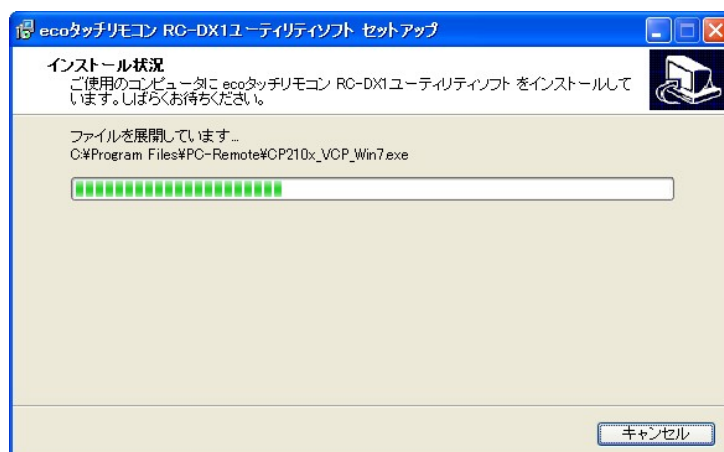 ecoタッチリモコン RC-DX1ユーティリティソフト セットアップ
インストール状況
ご使用のコンピュータに ecoタッチリモコン RC-DX1ユーティリティソフト をインストールして
います。しばらくお待ちください。
ファイルを展開しています...
C:¥Program Files¥PC-Remote¥CP210x_VCP_Win7.exe
キャンセル